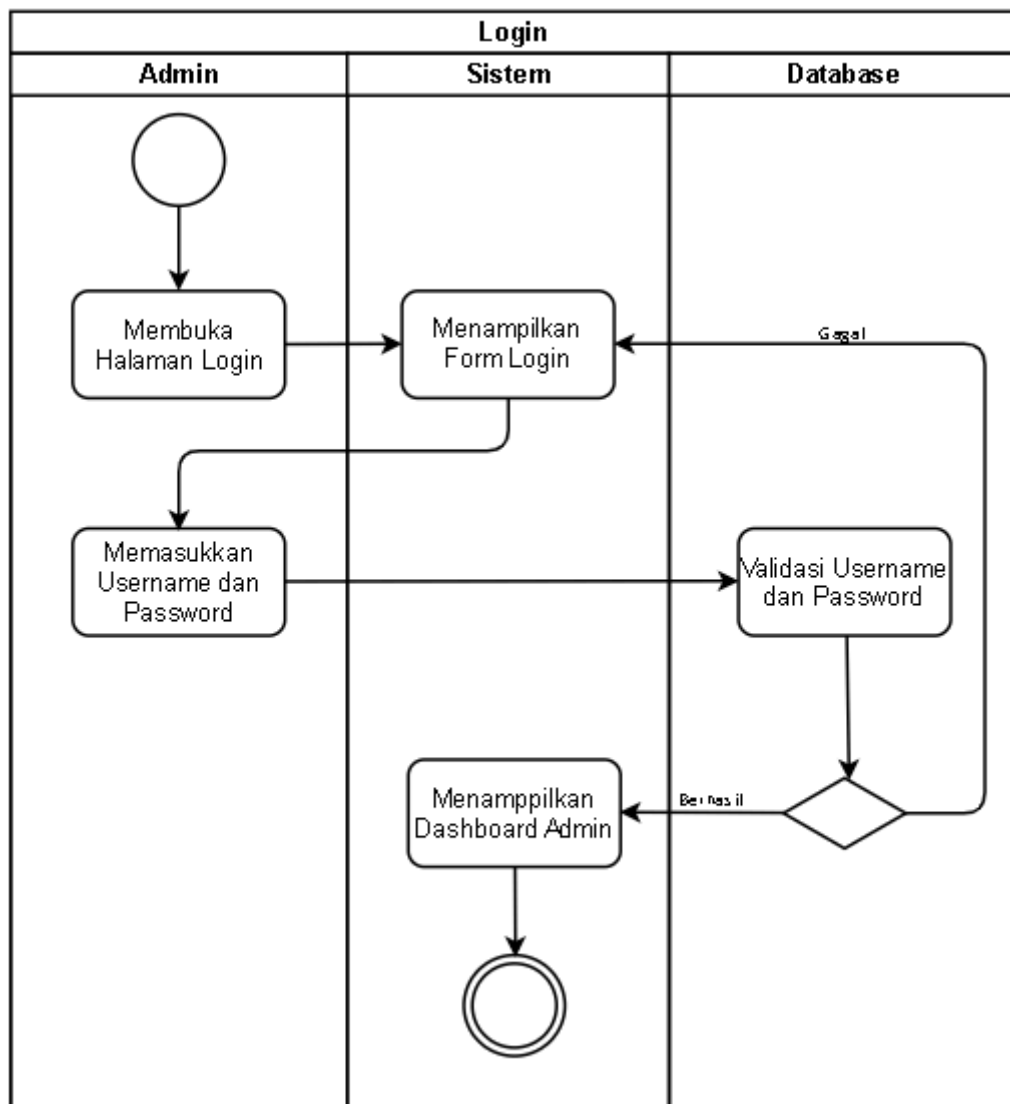 Login
Admin
Sistem
Database
Membuka
Halaman Login
Menampilkan
Form Login
Gagal
Memasukkan
Username dan
Password
Validasi Username
dan Password
Menamppilkan
Dashboard Admin
Berhasil